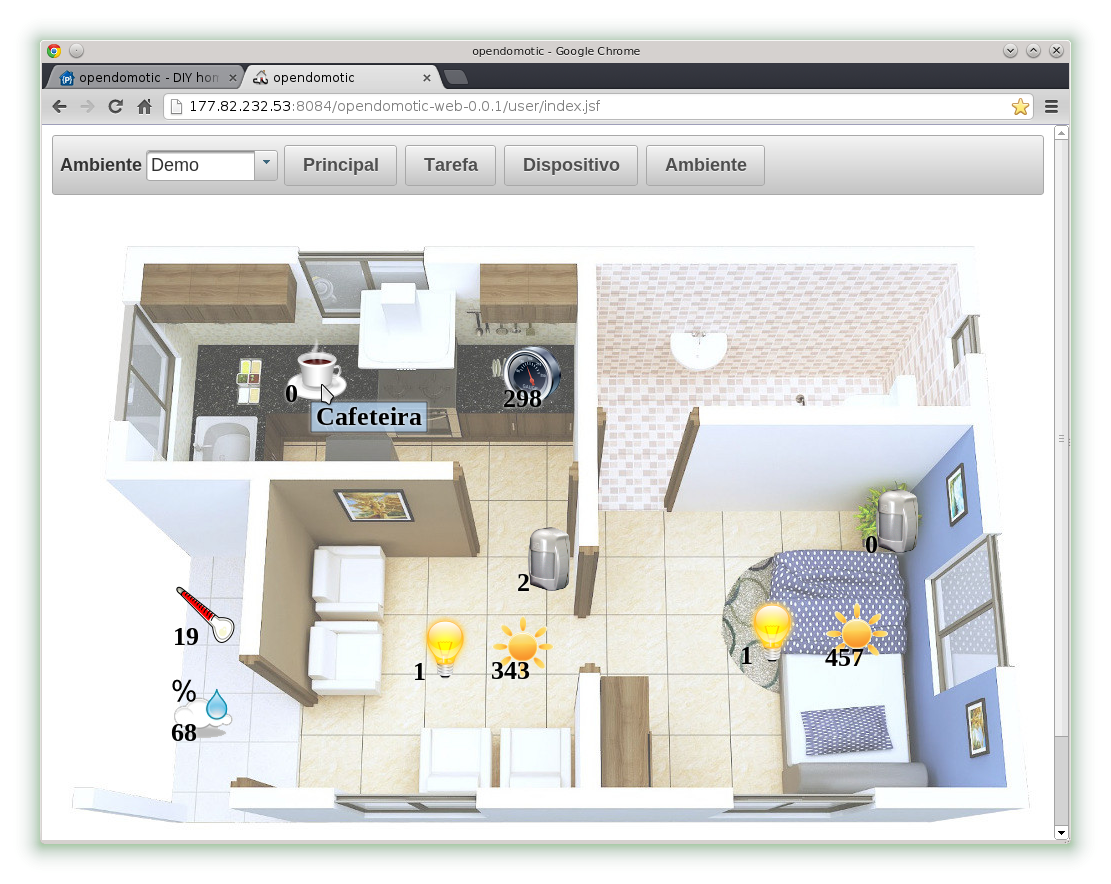 opendomotic - Google Chrome
opendomotic - DIY hon
opendomotic
177.82.232.53:8084/opendomotic-web-0.0.1/user/index.jsf
Ambiente Demo Principal Tarefa Dispositivo Ambiente
0
298
Cafeteira
0
2
19
1
343
1
457
%
68